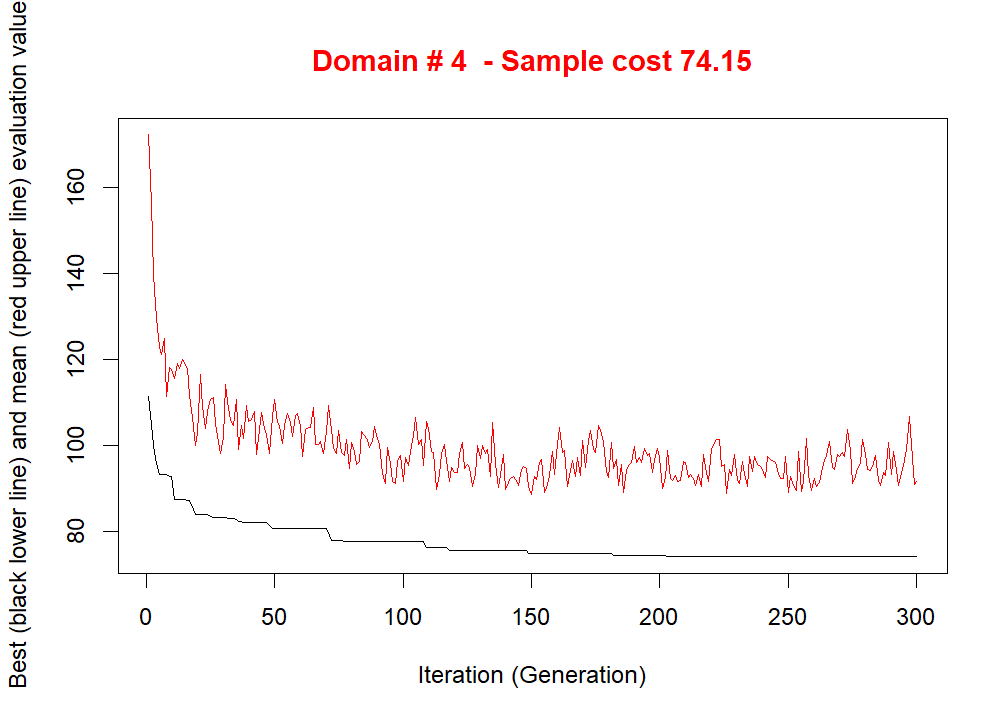 Domain # 4  - Sample cost 74.15
Best (black lower line) and mean (red upper line) evaluation value
160
140
120
100
80
0 50 100 150 200 250 300
Iteration (Generation)